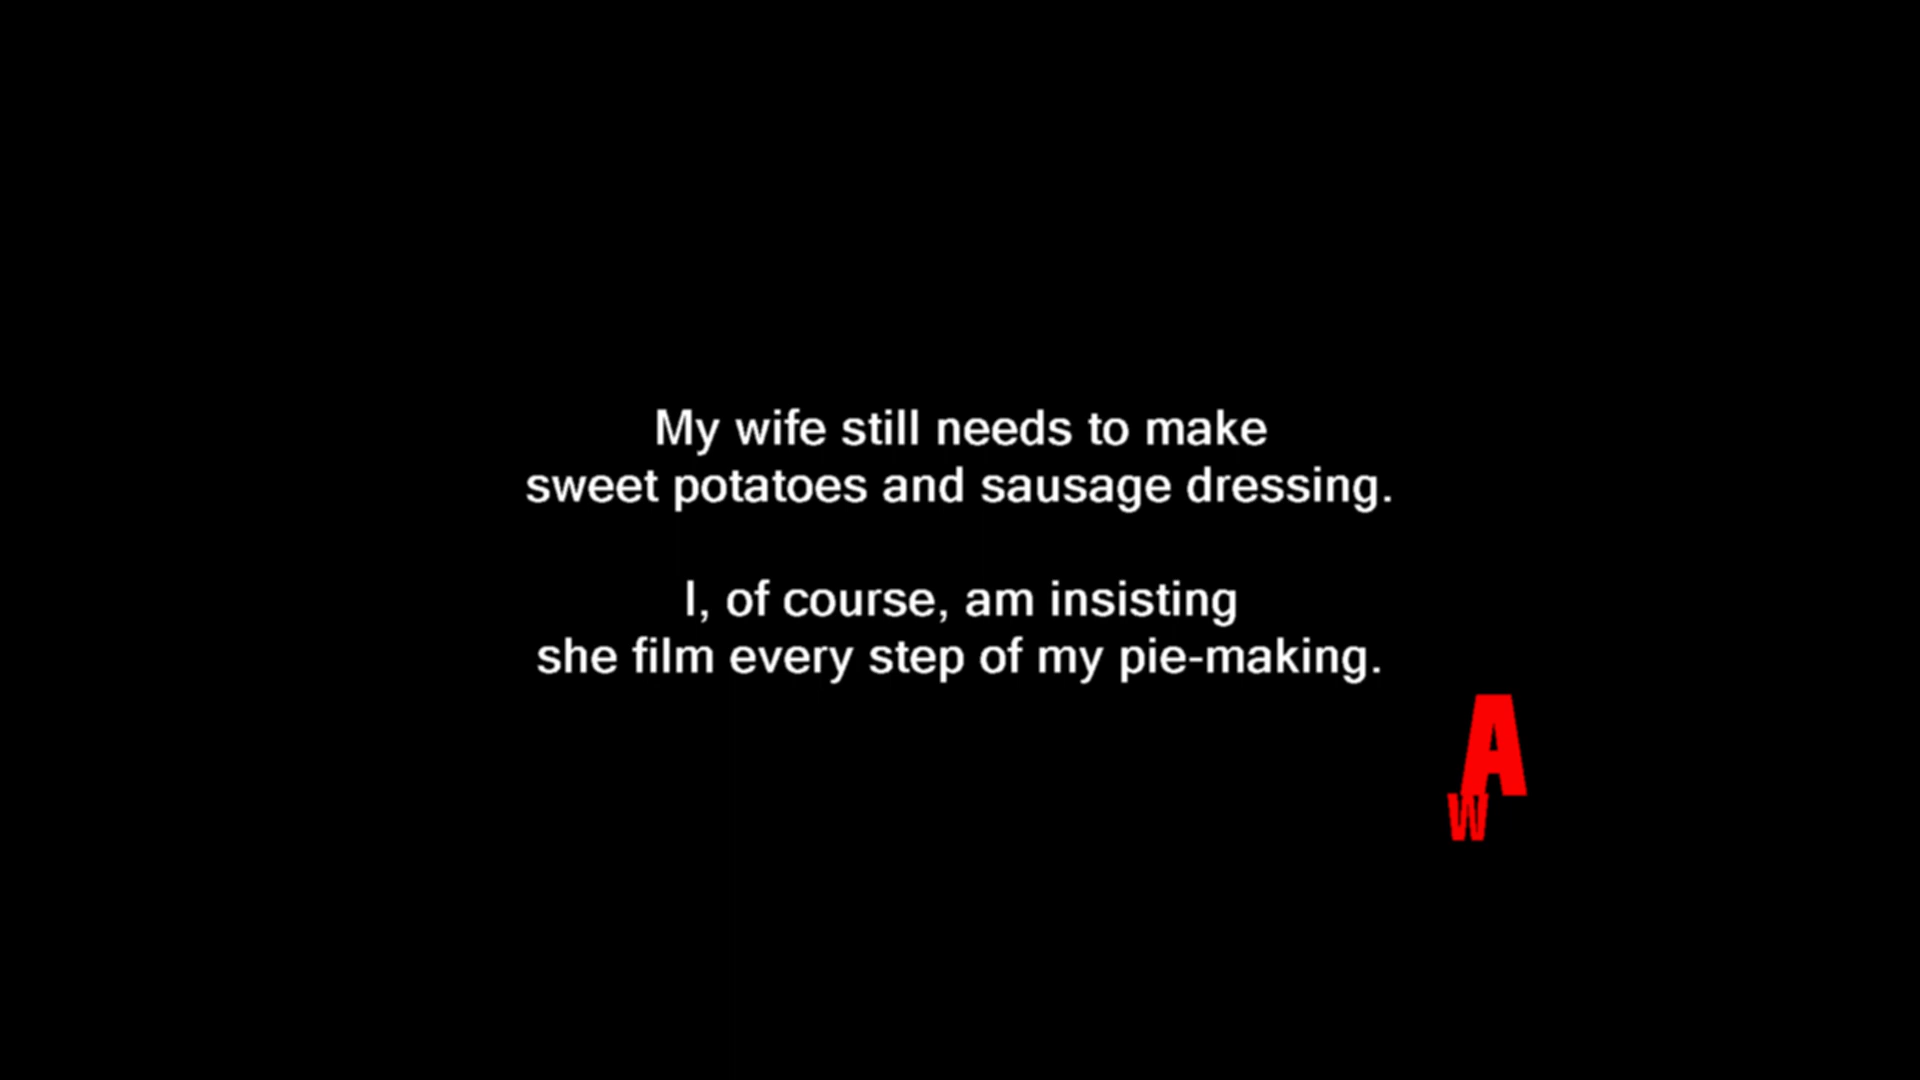 My wife still needs to make
sweet potatoes and sausage dressing.
I, of course, am insisting
she film every step of my pie-making.
A
W